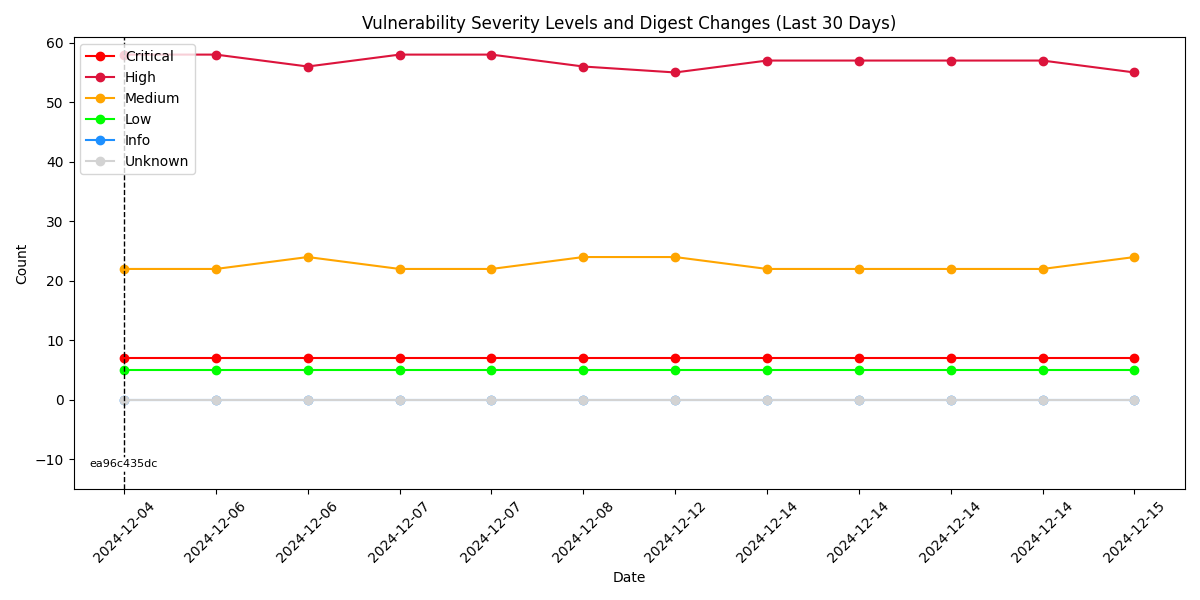 Vulnerability Severity Levels and Digest Changes (Last 30 Days)
Critical
High
Medium
Low
Info
Unknown
60
50
40
30
20
10
0
−10
Count
ea96c435dc
2024-12-04
2024-12-06
2024-12-06
2024-12-07
2024-12-07
2024-12-08
2024-12-12
2024-12-14
2024-12-14
2024-12-14
2024-12-14
2024-12-15
Date